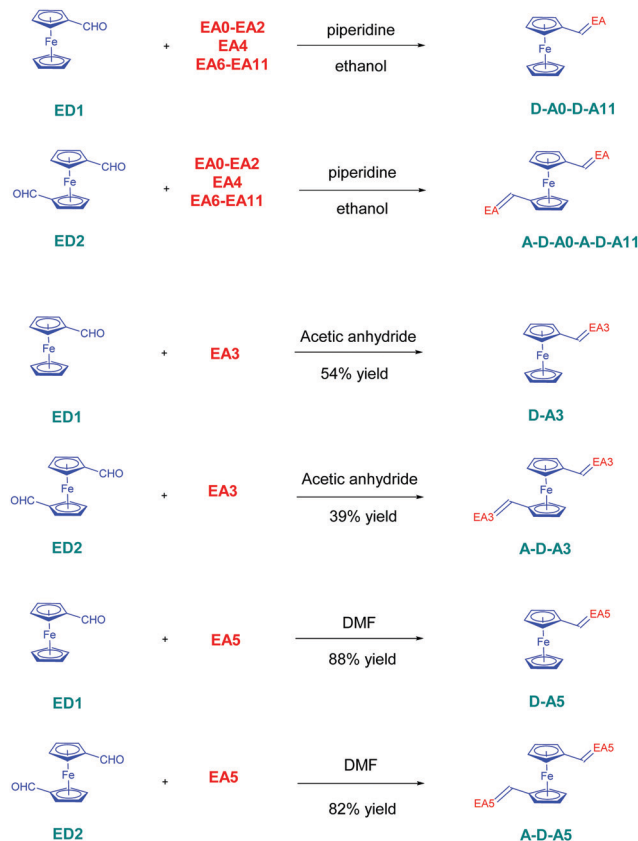 CHO
Fe
ED1
+
EA0-EA2
EA4
EA6-EA11
piperidine
ethanol
EA
Fe
D-A0-D-A11
CHO
Fe
OHC
ED2
+
EA0-EA2
EA4
EA6-EA11
piperidine
ethanol
EA
Fe
EA
A-D-A0-A-D-A11
CHO
Fe
ED1
+
EA3
Acetic anhydride
54% yield
EA3
Fe
D-A3
CHO
Fe
OHC
ED2
+
EA3
Acetic anhydride
39% yield
EA3
Fe
EA3
A-D-A3
CHO
Fe
ED1
+
EA5
DMF
88% yield
EA5
Fe
D-A5
CHO
Fe
OHC
ED2
+
EA5
DMF
82% yield
EA5
Fe
EA5
A-D-A5